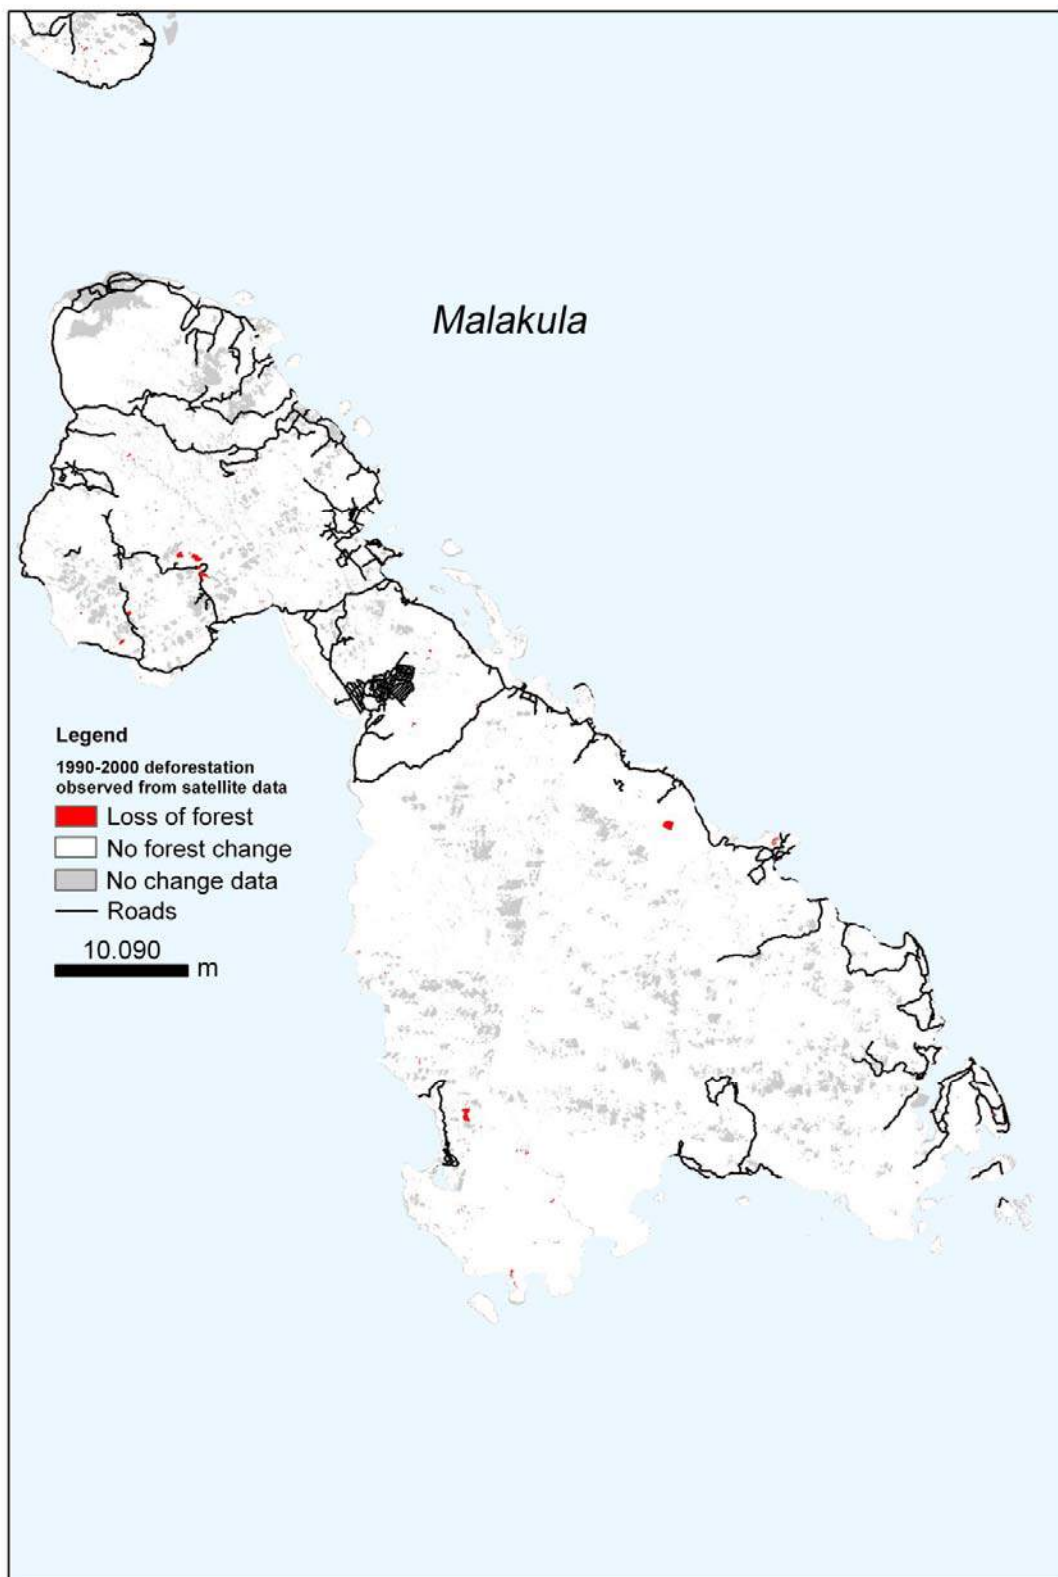 Malakula
Legend
1990-2000 deforestation
observed from satellite data
Loss of forest
No forest change
No change data
Roads
10.090
m